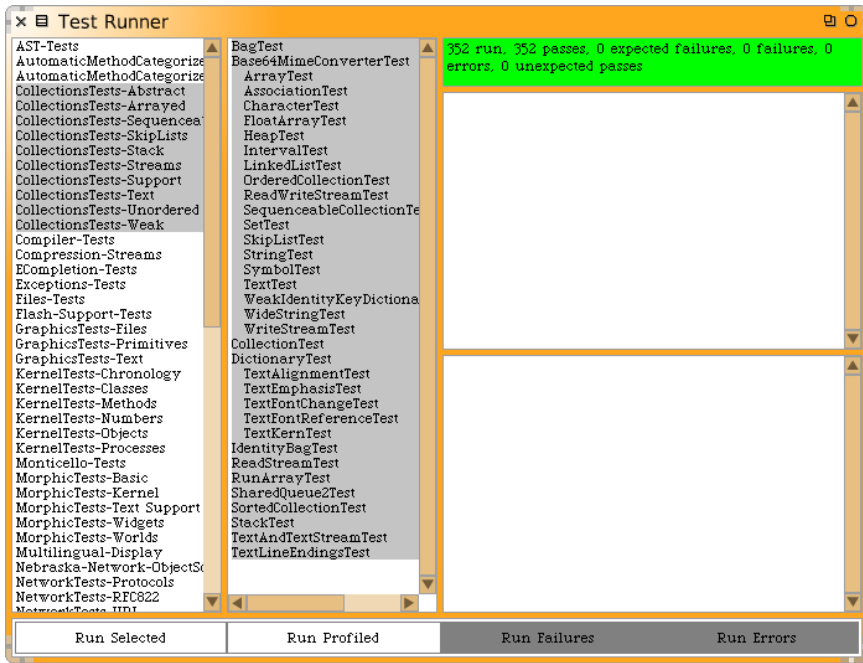 Test Runner
AST-Tests
AutomaticMethodCategorize
AutomaticMethodCategorize
CollectionsTests-Abstract
CollectionsTests-Arrayed
CollectionsTests-Sequencea
CollectionsTests-SkipLists
CollectionsTests-Stack
CollectionsTests-Streams
CollectionsTests-Support
CollectionsTests-Text
CollectionsTests-Unordered
CollectionsTests-Weak
Compiler-Tests
Compression-Streams
ECompletion-Tests
Exceptions-Tests
Files-Tests
Flash-Support-Tests
GraphicsTests-Files
GraphicsTests-Primitives
GraphicsTests-Text
KernelTests-Chronology
KernelTests-Classes
KernelTests-Methods
KernelTests-Numbers
KernelTests-Objects
KernelTests-Processes
Monticello-Tests
MorphicTests-Basic
MorphicTests-Kernel
MorphicTests-Text Support
MorphicTests-Widgets
MorphicTests-Worlds
Multilingual-Display
Nebraska-Network-ObjectSo
NetworkTests-Protocols
NetworkTests-RFC822
NetworkTests-URI
BagTest
Base64MimeConverterTest
ArrayTest
AssociationTest
CharacterTest
FloatArrayTest
HeapTest
IntervalTest
LinkedListTest
OrderedCollectionTest
ReadWriteStreamTest
SequenceableCollectionTe
SetTest
SkipListTest
StringTest
SymbolTest
TextTest
WeakIdentityKeyDictiona
WideStringTest
WriteStreamTest
CollectionTest
DictionaryTest
TextAlignmentTest
TextEmphasisTest
TextFontChangeTest
TextFontReferenceTest
TextKernTest
IdentityBagTest
ReadStreamTest
RunArrayTest
SharedQueue2Test
SortedCollectionTest
StackTest
TextAndTextStreamTest
TextLineEndingsTest
352 run, 352 passes, 0 expected failures, 0 failures, 0
errors, 0 unexpected passes
Run Selected
Run Profiled
Run Failures
Run Errors